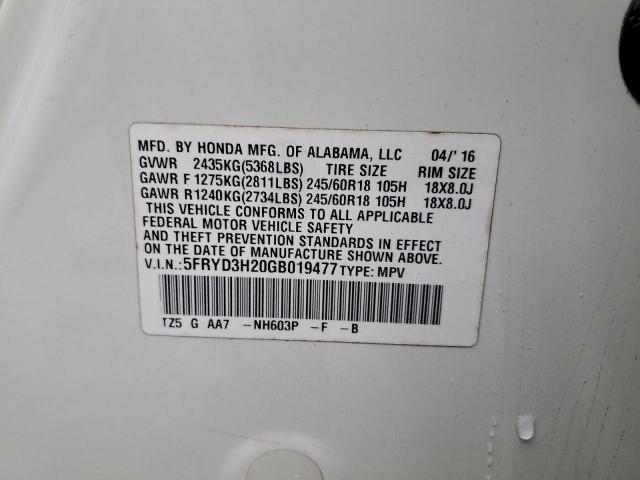 MFD. BY HONDA MFG. OF ALABAMA, LLC 04/'16
GVWR 2435KG(5368LBS) TIRE SIZE RIM SIZE
GAWR F 1275KG(2811LBS) 245/60R18 105H 18X8.0J
GAWR R1240KG(2734LBS) 245/60R18 105H 18X8.0J
THIS VEHICLE CONFORMS TO ALL APPLICABLE
FEDERAL MOTOR VEHICLE SAFETY
AND THEFT PREVENTION STANDARDS IN EFFECT
ON THE DATE OF MANUFACTURE SHOWN ABOVE.
V.I.N.:5FRYD3H20GB019477 TYPE: MPV
TZ5 G AA7 -NH603P -F -B